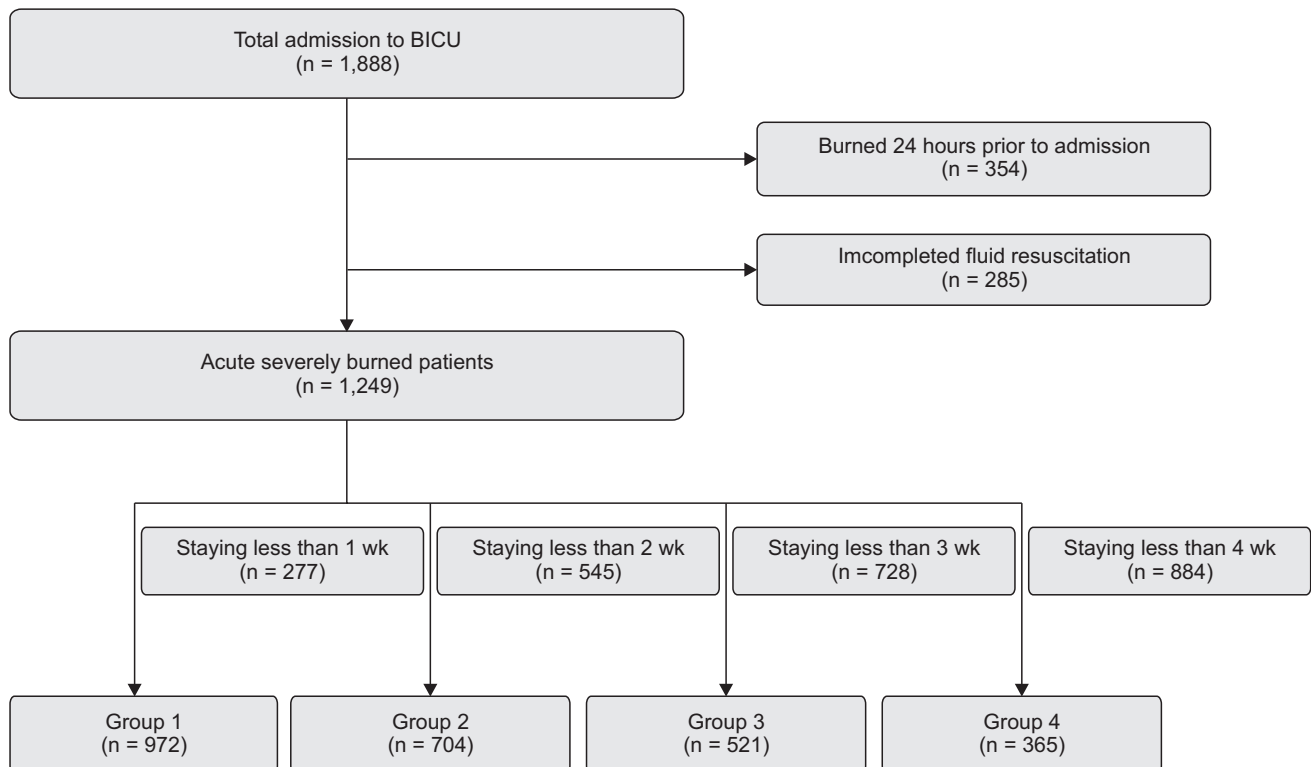 Total admission to BICU
(n = 1,888)
Burned 24 hours prior to admission
(n = 354)
Imcompleted fluid resuscitation
(n = 285)
Acute severely burned patients
(n = 1,249)
Staying less than 1 wk
(n = 277)
Staying less than 2 wk
(n = 545)
Staying less than 3 wk
(n = 728)
Staying less than 4 wk
(n = 884)
Group 1
(n = 972)
Group 2
(n = 704)
Group 3
(n = 521)
Group 4
(n = 365)